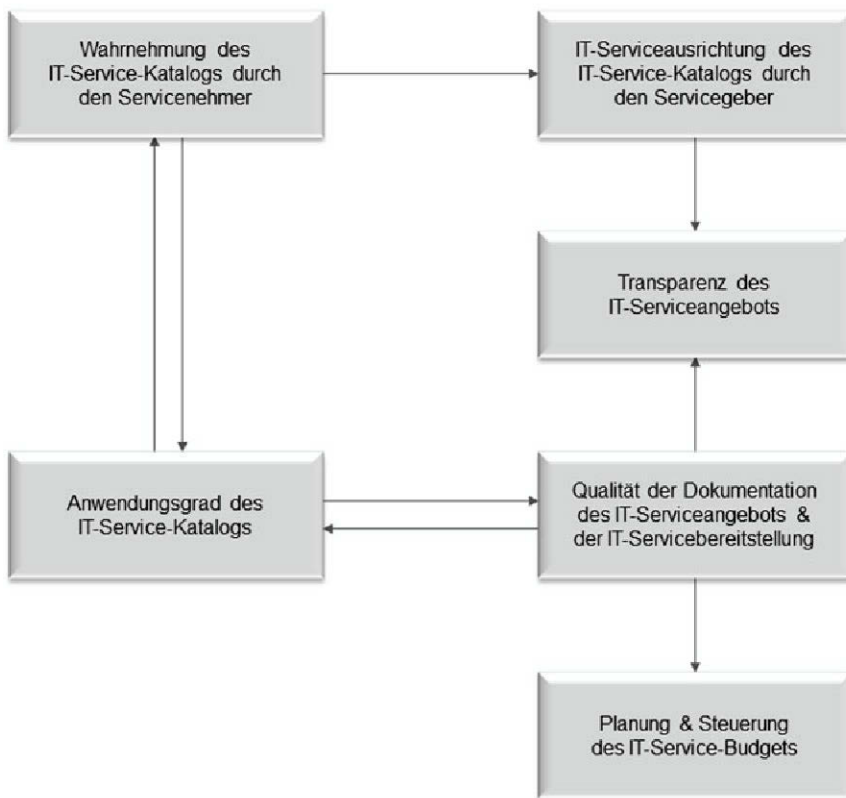 Wahrnehmung des
IT-Service-Katalogs durch
den Servicenehmer
IT-Serviceausrichtung des
IT-Service-Katalogs durch
den Servicegeber
Transparenz des
IT-Serviceangebots
Anwendungsgrad des
IT-Service-Katalogs
Qualität der Dokumentation
des IT-Serviceangebots &
der IT-Servicebereitstellung
Planung & Steuerung
des IT-Service-Budgets